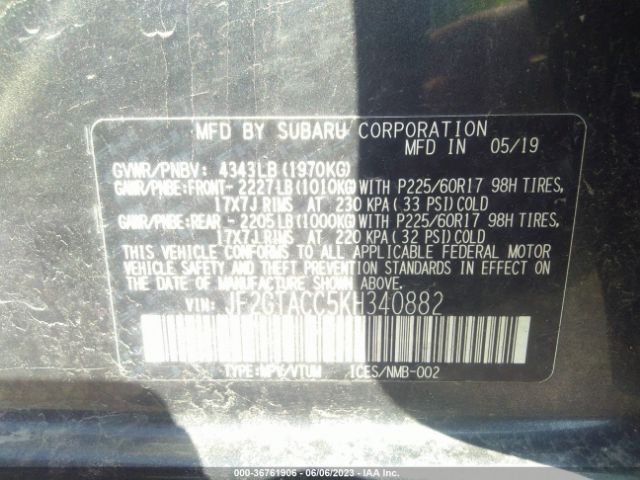 MFD BY SUBARU CORPORATION
MFD IN 05/19
GVWR/PNBV: 4343LB(1970KG)
GAWR/PNBE:FRONT- 2227LB(1010KG)WITH P225/60R17 98H TIRES,
17X7J RIMS AT 230 KPA( 33 PSI)COLD
GAWR/PNBE:REAR - 2205LB(1000KG)WITH P225/60R17 98H TIRES,
17X7J RIMS AT 220 KPA( 32 PSI)COLD
THIS VEHICLE CONFORMS TO ALL APPLICABLE FEDERAL MOTOR
VEHICLE SAFETY AND THEFT PREVENTION STANDARDS IN EFFECT ON
THE DATE OF MANUFACTURE SHOWN ABOVE.
VIN: JF2GTACC5KH340882
TYPE:MPV/VTUM ICES/NMB-002
000-36761906 - 06/06/2023 - IAA Inc.